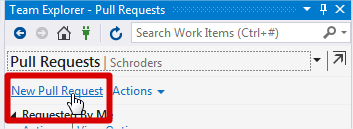 Team Explorer - Pull Requests
Search Work Items (Ctrl+#)
Pull Requests | Schroders
New Pull Request | Actions
Requested By Me